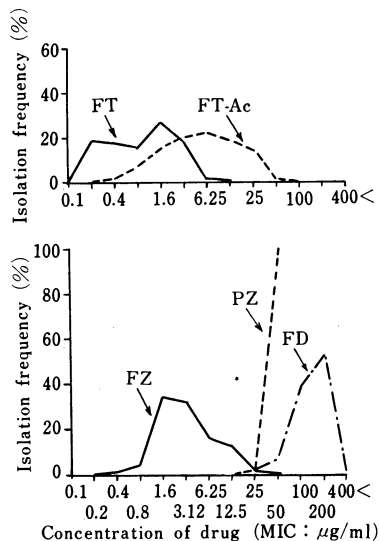 Isolation frequency (%)
60
40
20
0
FT
FT-Ac
0.1 0.4 1.6 6.25 25 100 400<
Isolation frequency (%)
100
80
60
40
20
0
PZ
FD
FZ
0.1 0.4 1.6 6.25 25 100 400<
0.2 0.8 3.12 12.5 50 200
Concentration of drug (MIC : μg/ml)